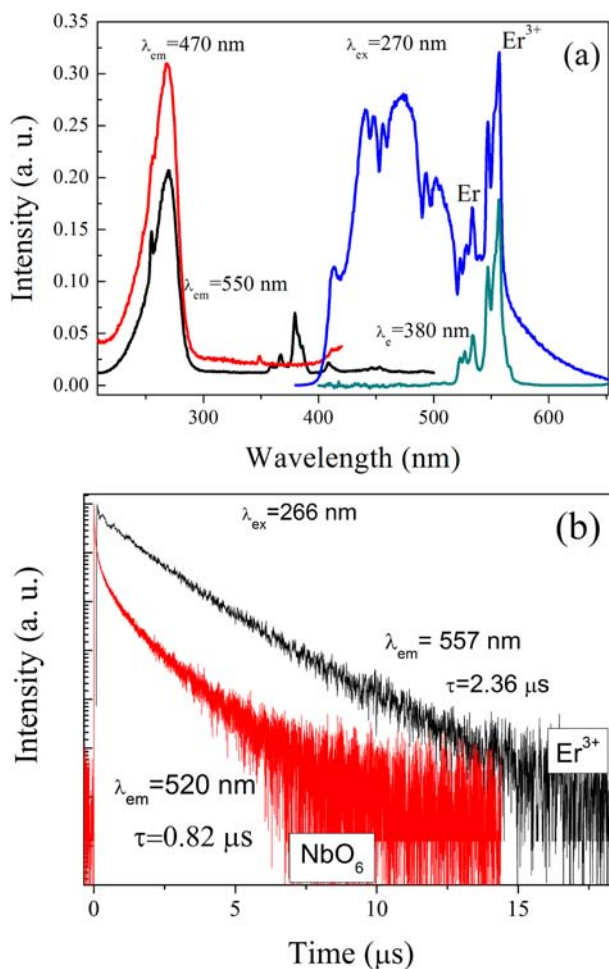 λem=470 nm
λex=270 nm
Er3+
(a)
0.35
0.30
0.25
0.20
0.15
0.10
0.05
0.00
Intensity (a. u.)
Er
λem=550 nm
λe=380 nm
300
400
500
600
Wavelength (nm)
λex=266 nm
(b)
Intensity (a. u.)
λem= 557 nm
τ=2.36 μs
Er3+
λem=520 nm
τ=0.82 μs
NbO6
0
5
10
15
Time (μs)